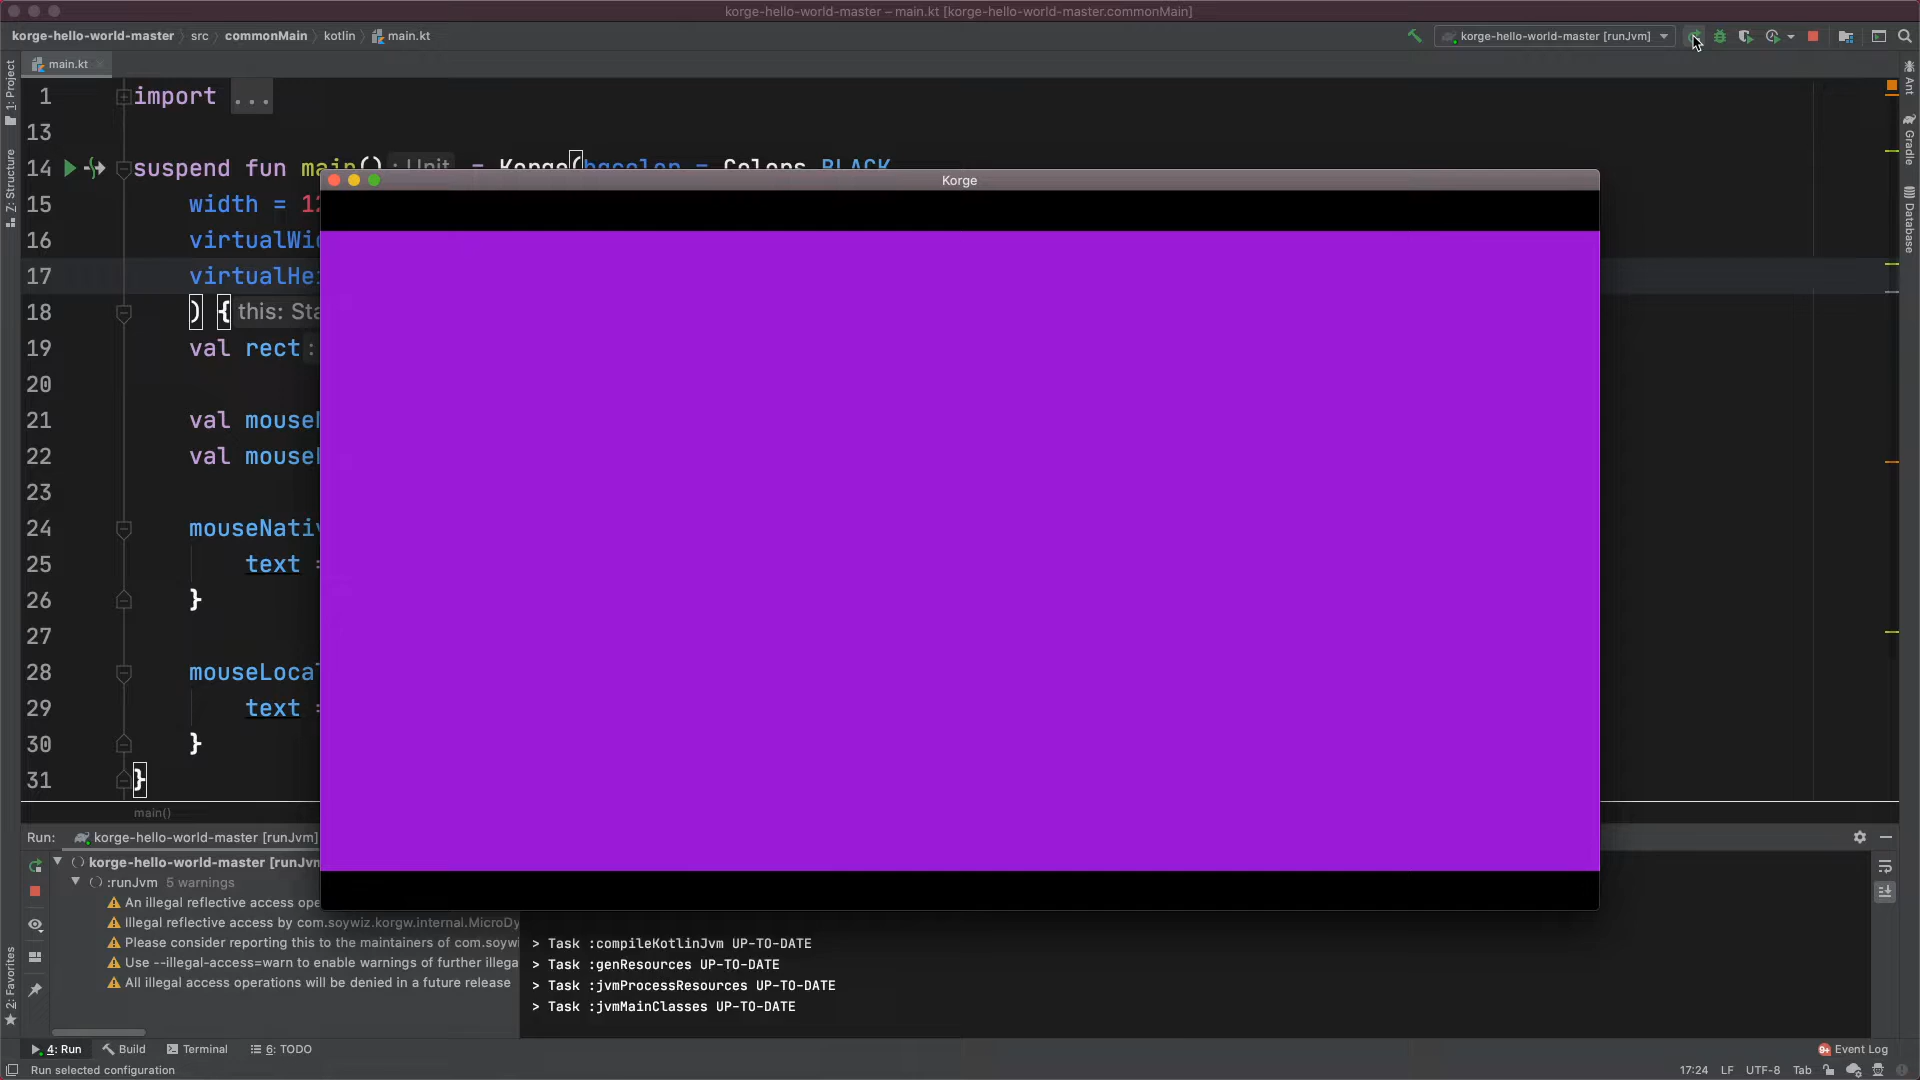 korge-hello-world-master – main.kt [korge-hello-world-master.commonMain]
korge-hello-world-master src commonMain kotlin main.kt
korge-hello-world-master [runJvm]
main.kt
1: Project
Z: Structure
2: Favorites
Ant
Gradle
Database
1 import ...
13
14 suspend fun main() : Unit = Korge(bgcolor = Colors.BLACK
15 width = 12
16 virtualWid
17 virtualHei
18 ) { this: Sta
19 val rect :
20
21 val mouse
22 val mouse
23
24 mouseNativ
25 text =
26 }
27
28 mouseLoca
29 text =
30 }
31 }
main()
Korge
Run: korge-hello-world-master [runJvm]
korge-hello-world-master [runJvm
:runJvm 5 warnings
An illegal reflective access ope
Illegal reflective access by com.soywiz.korgw.internal.MicroDy
Please consider reporting this to the maintainers of com.soywi
Use --illegal-access=warn to enable warnings of further illega
All illegal access operations will be denied in a future release
> Task :compileKotlinJvm UP-TO-DATE
> Task :genResources UP-TO-DATE
> Task :jvmProcessResources UP-TO-DATE
> Task :jvmMainClasses UP-TO-DATE
4: Run Build Terminal 6: TODO
9+ Event Log
Run selected configuration
17:24 LF UTF-8 Tab